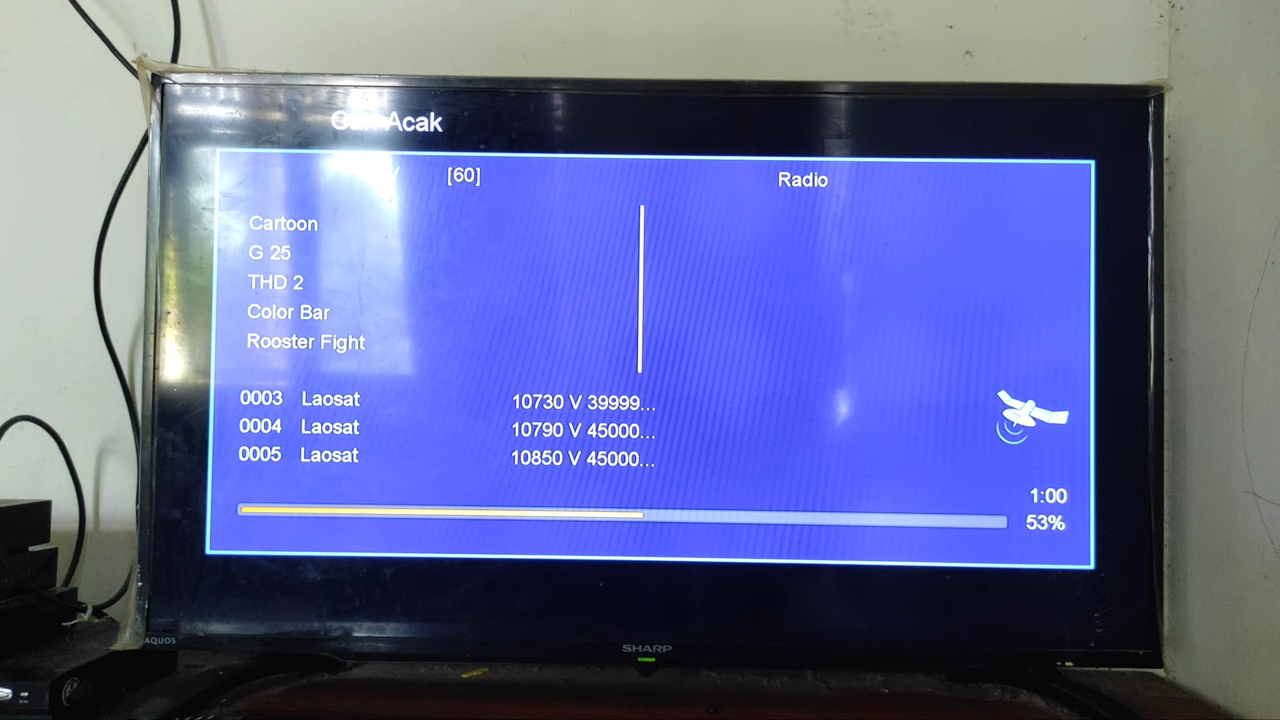 Acak
[60]
Radio
Cartoon
G 25
THD 2
Color Bar
Rooster Fight
0003 Laosat 10730 V 39999...
0004 Laosat 10790 V 45000...
0005 Laosat 10850 V 45000...
1:00
53%
AQUOS
SHARP